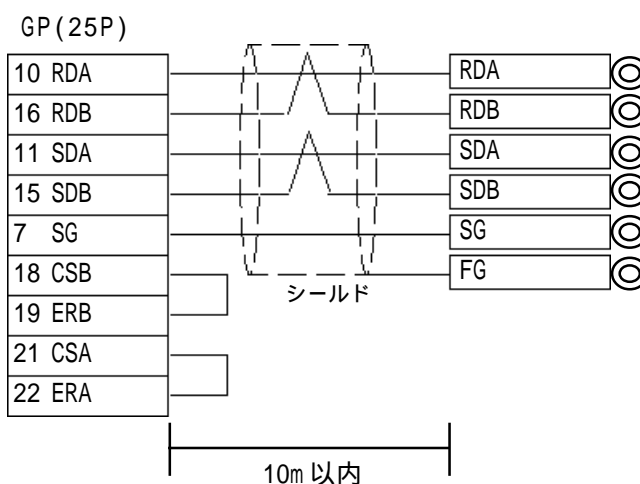 GP(25P)
10 RDA
16 RDB
11 SDA
15 SDB
7 SG
18 CSB
19 ERB
21 CSA
22 ERA
RDA
RDB
SDA
SDB
SG
FG
シールド
10m 以内